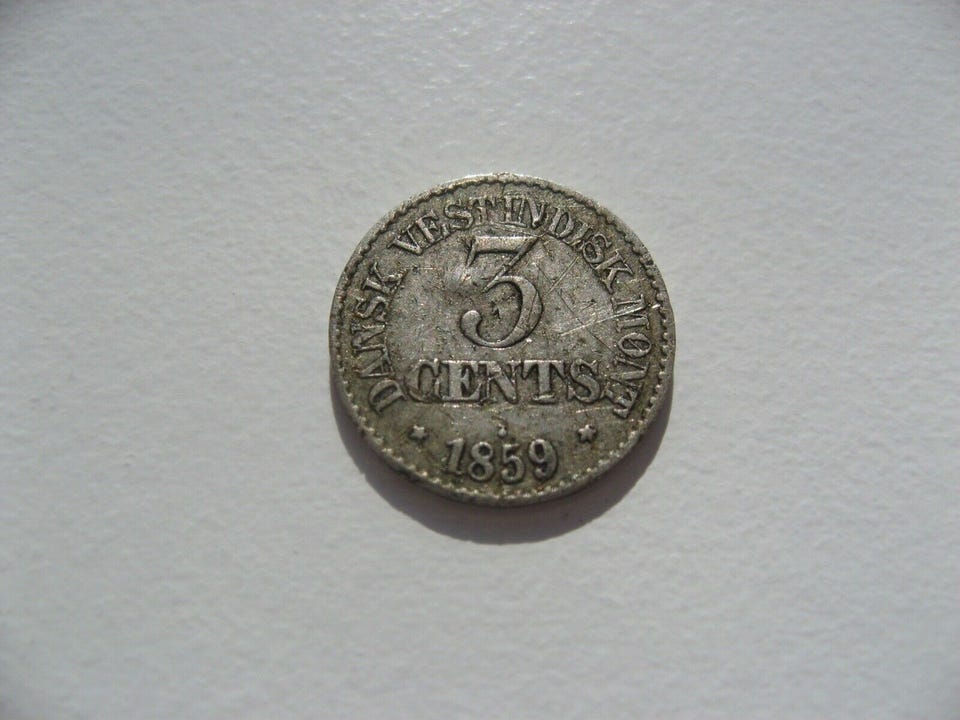 DANSK VESTINDISK MØNT
3
CENTS
* 1859 *